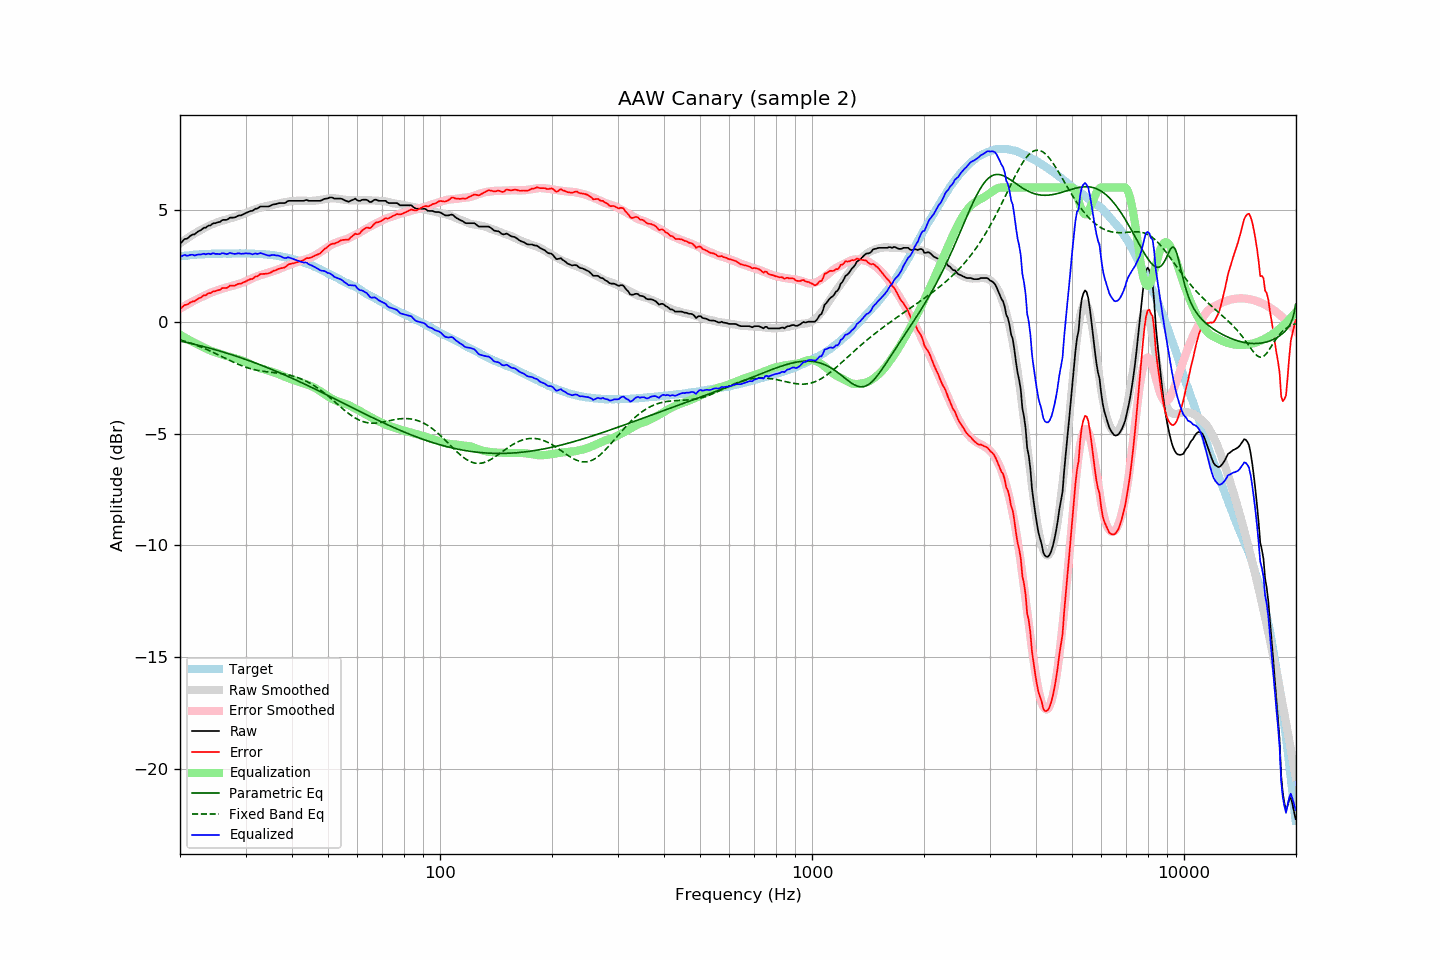 AAW Canary (sample 2)
Amplitude (dBr)
5
0
−5
−10
−15
−20
Target
Raw Smoothed
Error Smoothed
Raw
Error
Equalization
Parametric Eq
Fixed Band Eq
Equalized
100
1000
10000
Frequency (Hz)